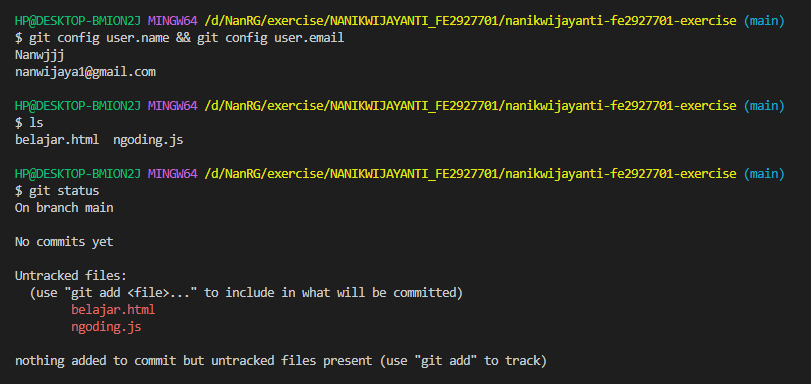 HP@DESKTOP-BMION2J MINGW64 /d/NanRG/exercise/NANIKWIJAYANTI_FE2927701/nanikwijayanti-fe2927701-exercise (main)
$ git config user.name && git config user.email
Nanwjjj
nanwijaya1@gmail.com
HP@DESKTOP-BMION2J MINGW64 /d/NanRG/exercise/NANIKWIJAYANTI_FE2927701/nanikwijayanti-fe2927701-exercise (main)
$ ls
belajar.html  ngoding.js
HP@DESKTOP-BMION2J MINGW64 /d/NanRG/exercise/NANIKWIJAYANTI_FE2927701/nanikwijayanti-fe2927701-exercise (main)
$ git status
On branch main
No commits yet
Untracked files:
  (use "git add <file>..." to include in what will be committed)
        belajar.html
        ngoding.js
nothing added to commit but untracked files present (use "git add" to track)